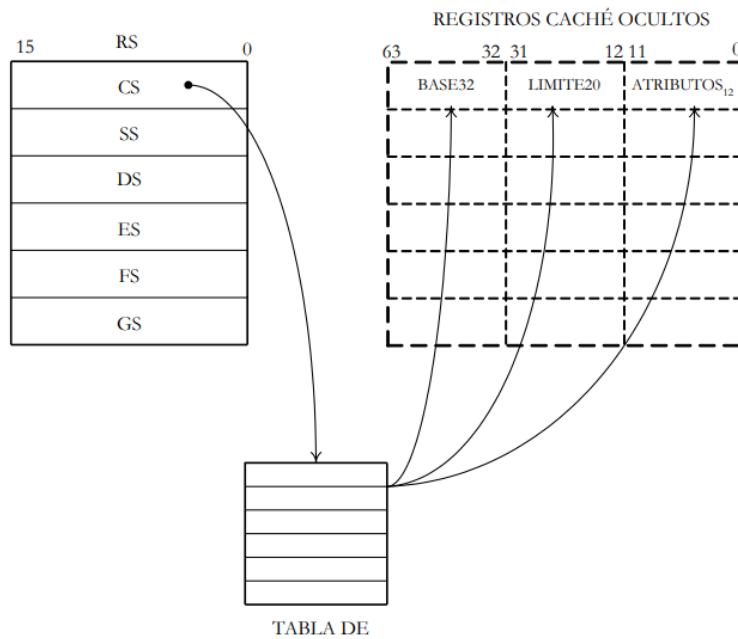 REGISTROS CACHÉ OCULTOS
15 RS 0
63 32 31 12 11 0
CS
BASE32 LIMITE20 ATRIBUTOS12
SS
DS
ES
FS
GS
TABLA DE